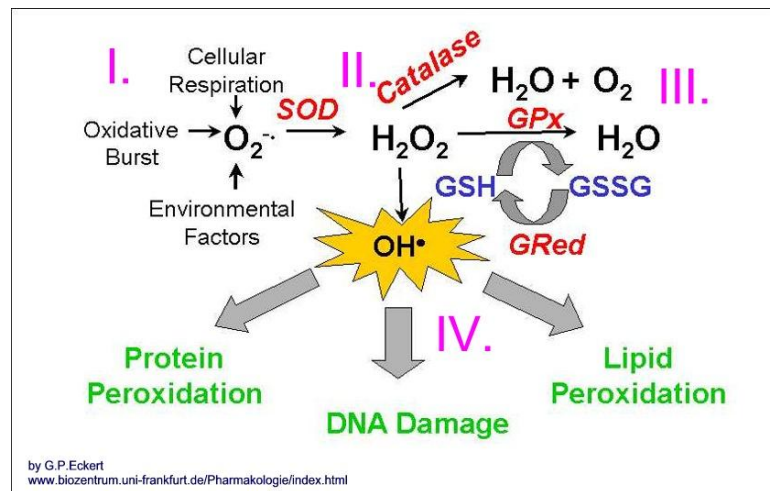 I.
Cellular
Respiration
II.
Catalase
H₂O + O₂
III.
Oxidative
Burst
O₂⁻·
SOD
H₂O₂
GPx
H₂O
GSH
GSSG
GRed
Environmental
Factors
OH•
IV.
Protein
Peroxidation
DNA Damage
Lipid
Peroxidation
by G.P.Eckert
www.biozentrum.uni-frankfurt.de/Pharmakologie/index.html